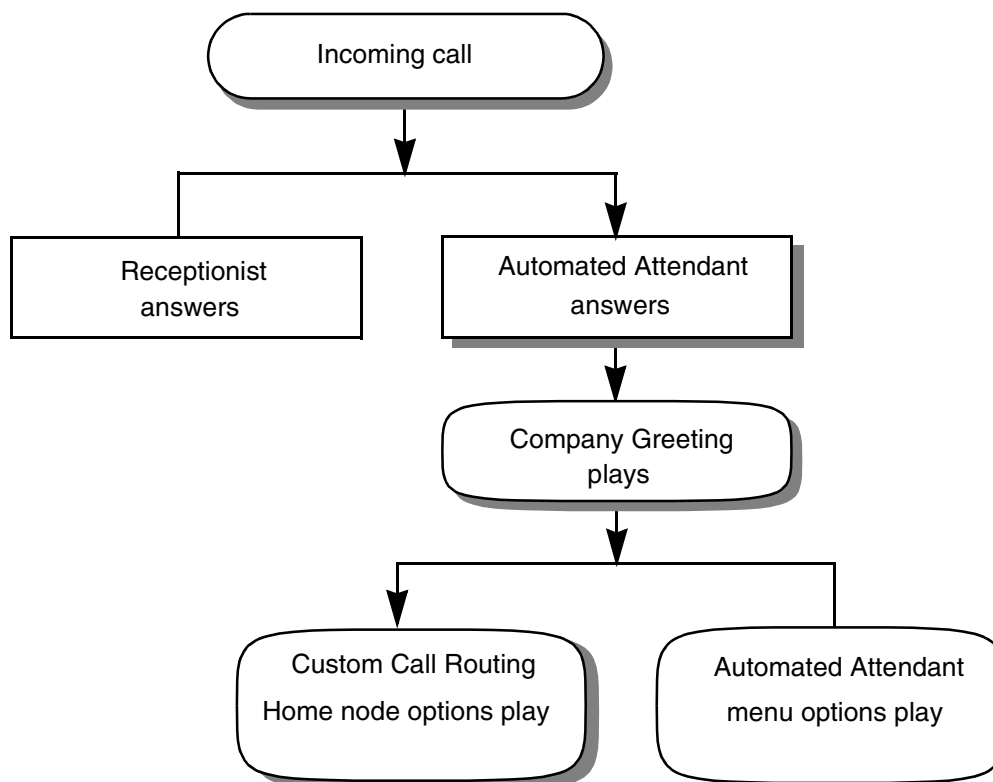 Incoming call
Receptionist
answers
Automated Attendant
answers
Company Greeting
plays
Custom Call Routing
Home node options play
Automated Attendant
menu options play